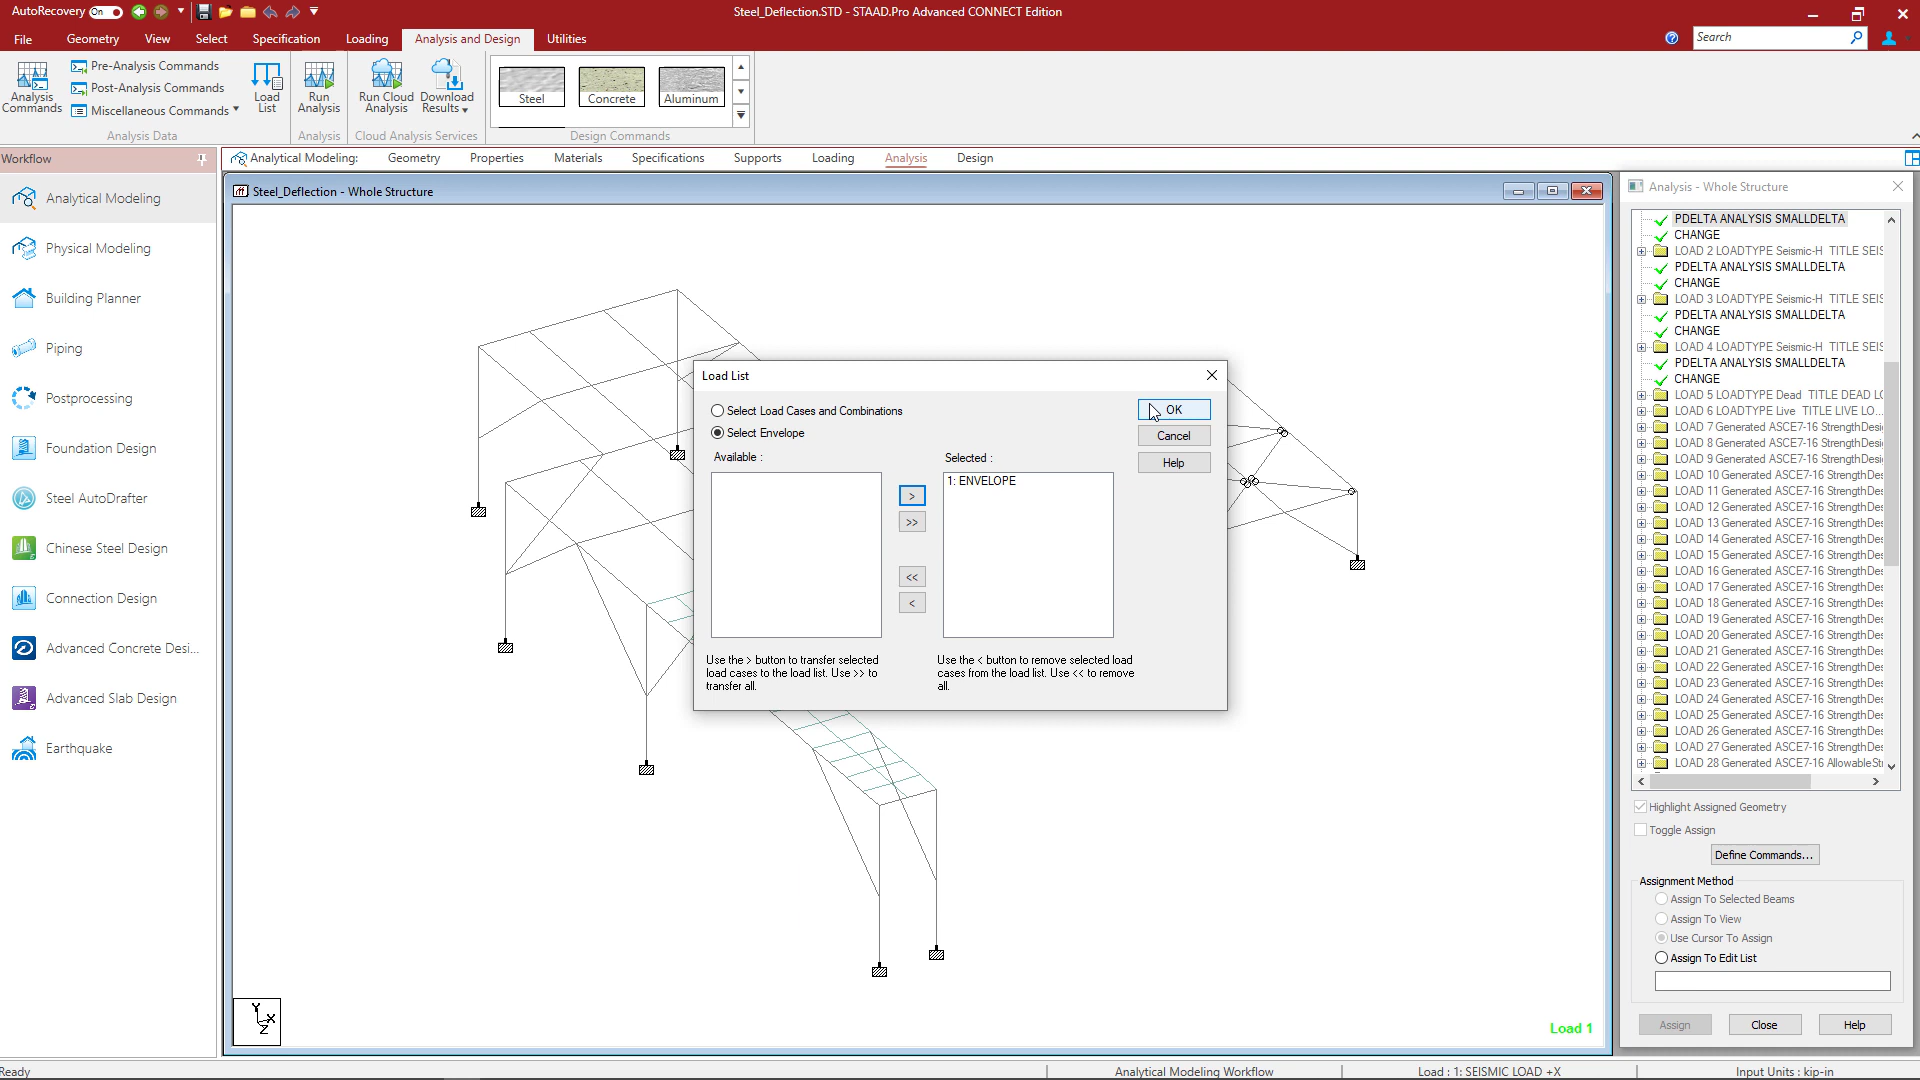 AutoRecovery On
Steel_Deflection.STD - STAAD.Pro Advanced CONNECT Edition
File Geometry View Select Specification Loading Analysis and Design Utilities
Search
Analysis Commands
Pre-Analysis Commands
Post-Analysis Commands
Miscellaneous Commands
Load List
Run Analysis
Run Cloud Analysis
Download Results
Steel Concrete Aluminum
Analysis Data Analysis Cloud Analysis Services Design Commands
Workflow
Analytical Modeling: Geometry Properties Materials Specifications Supports Loading Analysis Design
Analytical Modeling
Physical Modeling
Building Planner
Piping
Postprocessing
Foundation Design
Steel AutoDrafter
Chinese Steel Design
Connection Design
Advanced Concrete Desi...
Advanced Slab Design
Earthquake
Steel_Deflection - Whole Structure
Load List
Select Load Cases and Combinations
Select Envelope
Available :
Selected :
1: ENVELOPE
>
>>
<<
<
OK
Cancel
Help
Use the > button to transfer selected
load cases to the load list. Use >> to
transfer all.
Use the < button to remove selected load
cases from the load list. Use << to remove
all.
Y
X
Z
Load 1
Analysis - Whole Structure
PDELTA ANALYSIS SMALLDELTA
CHANGE
LOAD 2 LOADTYPE Seismic-H TITLE SEIS
PDELTA ANALYSIS SMALLDELTA
CHANGE
LOAD 3 LOADTYPE Seismic-H TITLE SEIS
PDELTA ANALYSIS SMALLDELTA
CHANGE
LOAD 4 LOADTYPE Seismic-H TITLE SEIS
PDELTA ANALYSIS SMALLDELTA
CHANGE
LOAD 5 LOADTYPE Dead TITLE DEAD LO
LOAD 6 LOADTYPE Live TITLE LIVE LO...
LOAD 7 Generated ASCE7-16 StrengthDesi
LOAD 8 Generated ASCE7-16 StrengthDesi
LOAD 9 Generated ASCE7-16 StrengthDesi
LOAD 10 Generated ASCE7-16 StrengthDes
LOAD 11 Generated ASCE7-16 StrengthDes
LOAD 12 Generated ASCE7-16 StrengthDes
LOAD 13 Generated ASCE7-16 StrengthDes
LOAD 14 Generated ASCE7-16 StrengthDes
LOAD 15 Generated ASCE7-16 StrengthDes
LOAD 16 Generated ASCE7-16 StrengthDes
LOAD 17 Generated ASCE7-16 StrengthDes
LOAD 18 Generated ASCE7-16 StrengthDes
LOAD 19 Generated ASCE7-16 StrengthDes
LOAD 20 Generated ASCE7-16 StrengthDes
LOAD 21 Generated ASCE7-16 StrengthDes
LOAD 22 Generated ASCE7-16 StrengthDes
LOAD 23 Generated ASCE7-16 StrengthDes
LOAD 24 Generated ASCE7-16 StrengthDes
LOAD 25 Generated ASCE7-16 StrengthDes
LOAD 26 Generated ASCE7-16 StrengthDes
LOAD 27 Generated ASCE7-16 StrengthDes
LOAD 28 Generated ASCE7-16 AllowableStr
Highlight Assigned Geometry
Toggle Assign
Define Commands...
Assignment Method
Assign To Selected Beams
Assign To View
Use Cursor To Assign
Assign To Edit List
Assign Close Help
Ready
Analytical Modeling Workflow
Load : 1: SEISMIC LOAD +X
Input Units : kip-in